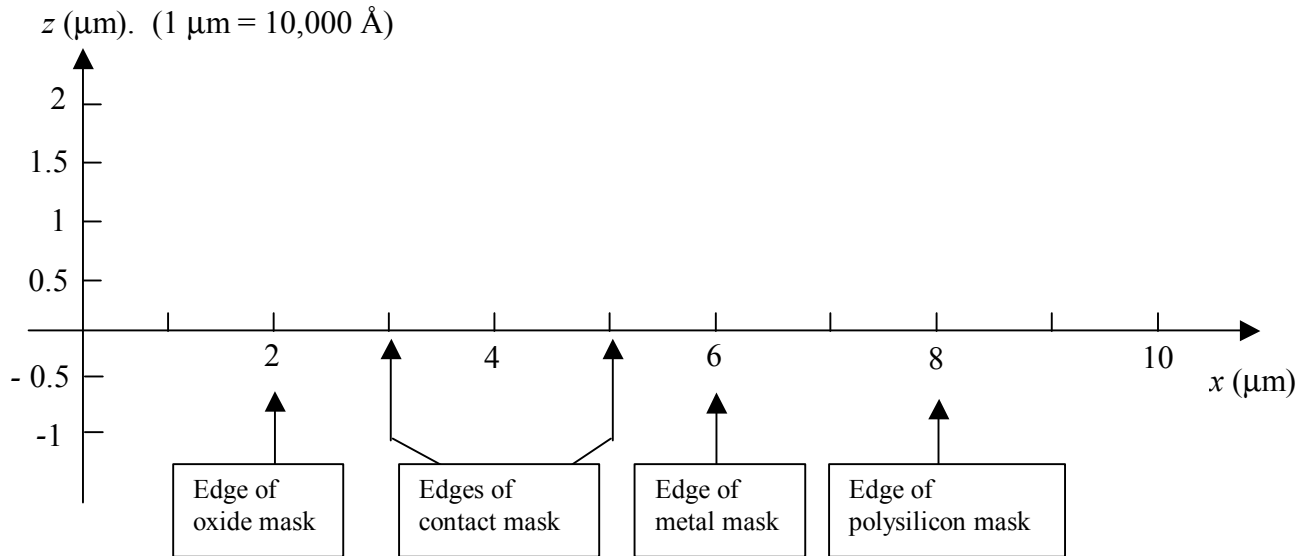 z (μm).  (1 μm = 10,000 Å)
2
1.5
1
0.5
2
4
6
8
10
- 0.5
x (μm)
-1
Edge of
oxide mask
Edges of
contact mask
Edge of
metal mask
Edge of
polysilicon mask